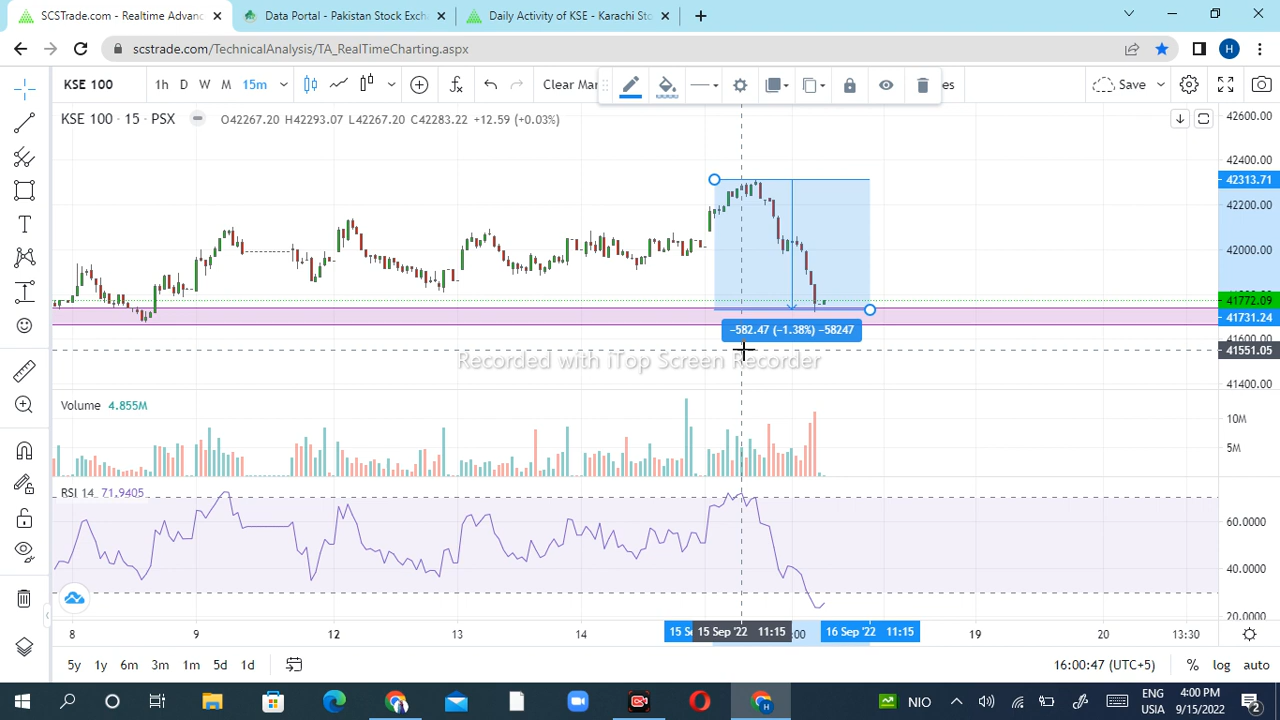 SCSTrade.com - Realtime Advanc
Data Portal - Pakistan Stock Exch
Daily Activity of KSE - Karachi Sto
scstrade.com/TechnicalAnalysis/TA_RealTimeCharting.aspx
H
KSE 100
1h D W M 15m
Clear Mar
es
Save
KSE 100 · 15 · PSX
O42267.20 H42293.07 L42267.20 C42283.22 +12.59 (+0.03%)
42600.00
42400.00
42313.71
42200.00
42000.00
41772.09
41731.24
41551.05
41400.00
−582.47 (−1.38%) −58247
Recorded with iTop Screen Recorder
Volume 4.855M
10M
5M
RSI 14 71.9405
60.0000
40.0000
20.0000
8 9 12 13 14 15 Se 15 Sep '22 11:15 :00 16 Sep '22 11:15 19 20 13:30
5y 1y 6m 3m 1m 5d 1d
16:00:47 (UTC+5) % log auto
NIO
ENG
USIA
4:00 PM
9/15/2022
2